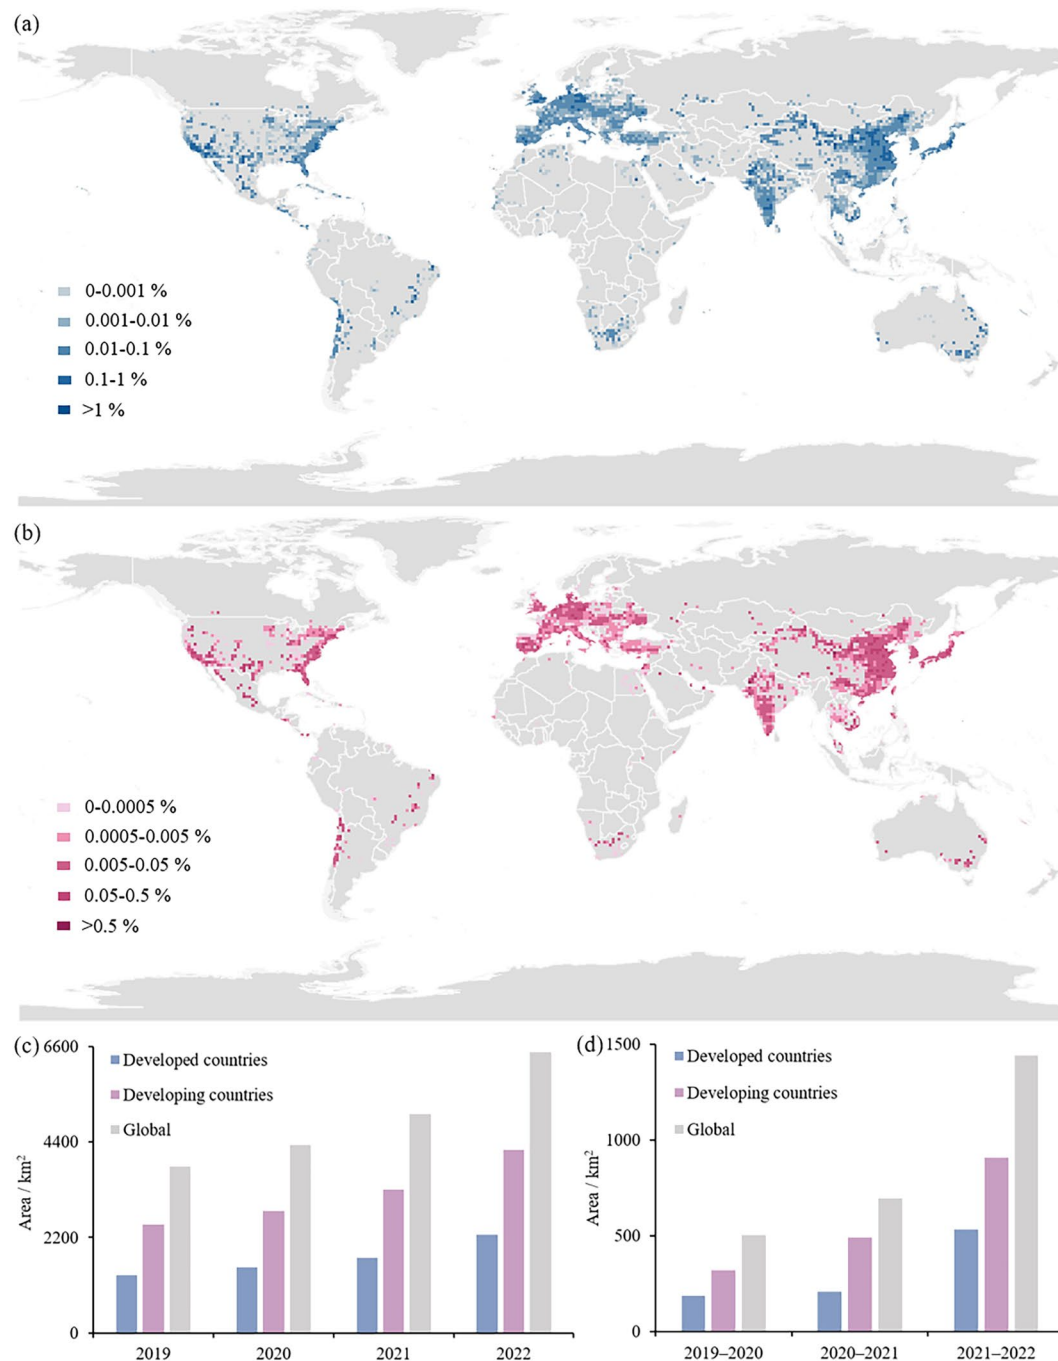 (a)
0-0.001 %
0.001-0.01 %
0.01-0.1 %
0.1-1 %
>1 %
(b)
0-0.0005 %
0.0005-0.005 %
0.005-0.05 %
0.05-0.5 %
>0.5 %
(c)
6600
4400
2200
0
Area / km²
Developed countries
Developing countries
Global
2019
2020
2021
2022
(d)
1500
1000
500
0
Area / km²
Developed countries
Developing countries
Global
2019–2020
2020–2021
2021–2022